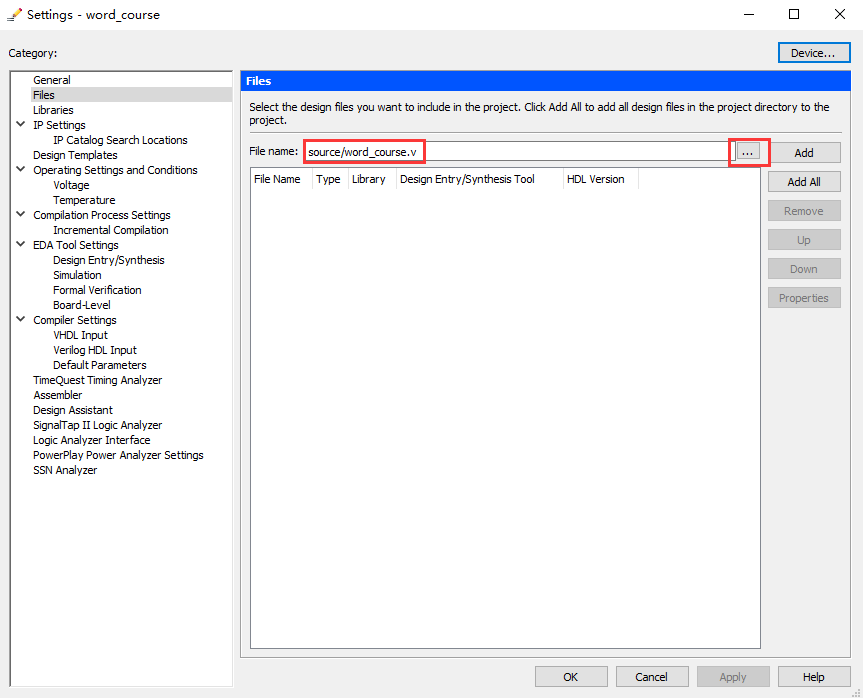 Settings - word_course
Category:
Device...
General
Files
Libraries
IP Settings
IP Catalog Search Locations
Design Templates
Operating Settings and Conditions
Voltage
Temperature
Compilation Process Settings
Incremental Compilation
EDA Tool Settings
Design Entry/Synthesis
Simulation
Formal Verification
Board-Level
Compiler Settings
VHDL Input
Verilog HDL Input
Default Parameters
TimeQuest Timing Analyzer
Assembler
Design Assistant
SignalTap II Logic Analyzer
Logic Analyzer Interface
PowerPlay Power Analyzer Settings
SSN Analyzer
Files
Select the design files you want to include in the project. Click Add All to add all design files in the project directory to the
project.
File name: source/word_course.v ... Add
File Name Type Library Design Entry/Synthesis Tool HDL Version
Add All
Remove
Up
Down
Properties
OK Cancel Apply Help